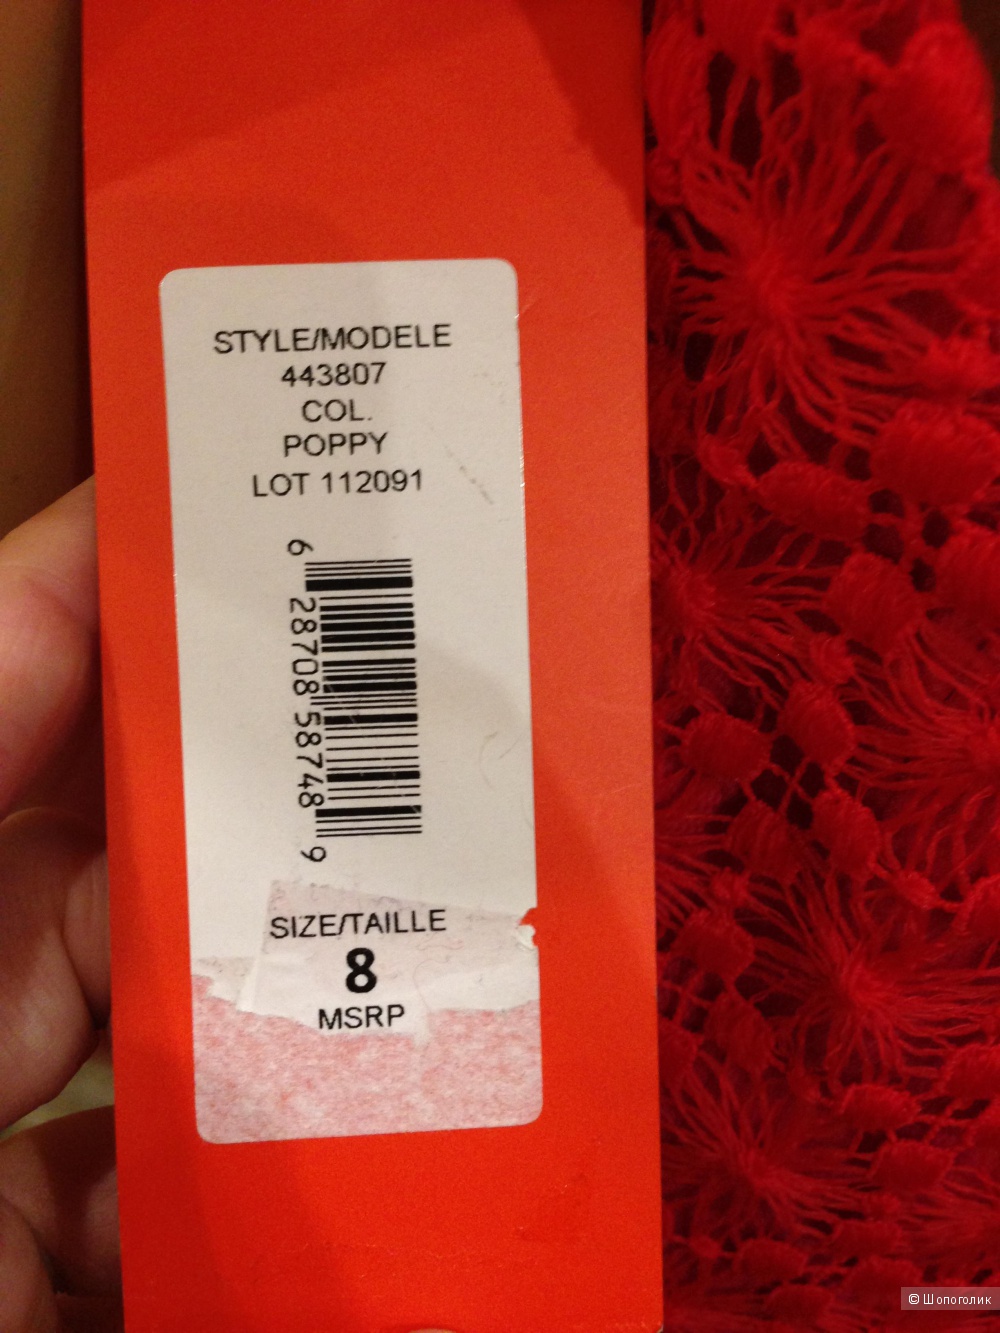 STYLE/MODELE
443807
COL.
POPPY
LOT 112091
6 28708 58748 9
SIZE/TAILLE
8
MSRP
© Шопоголик